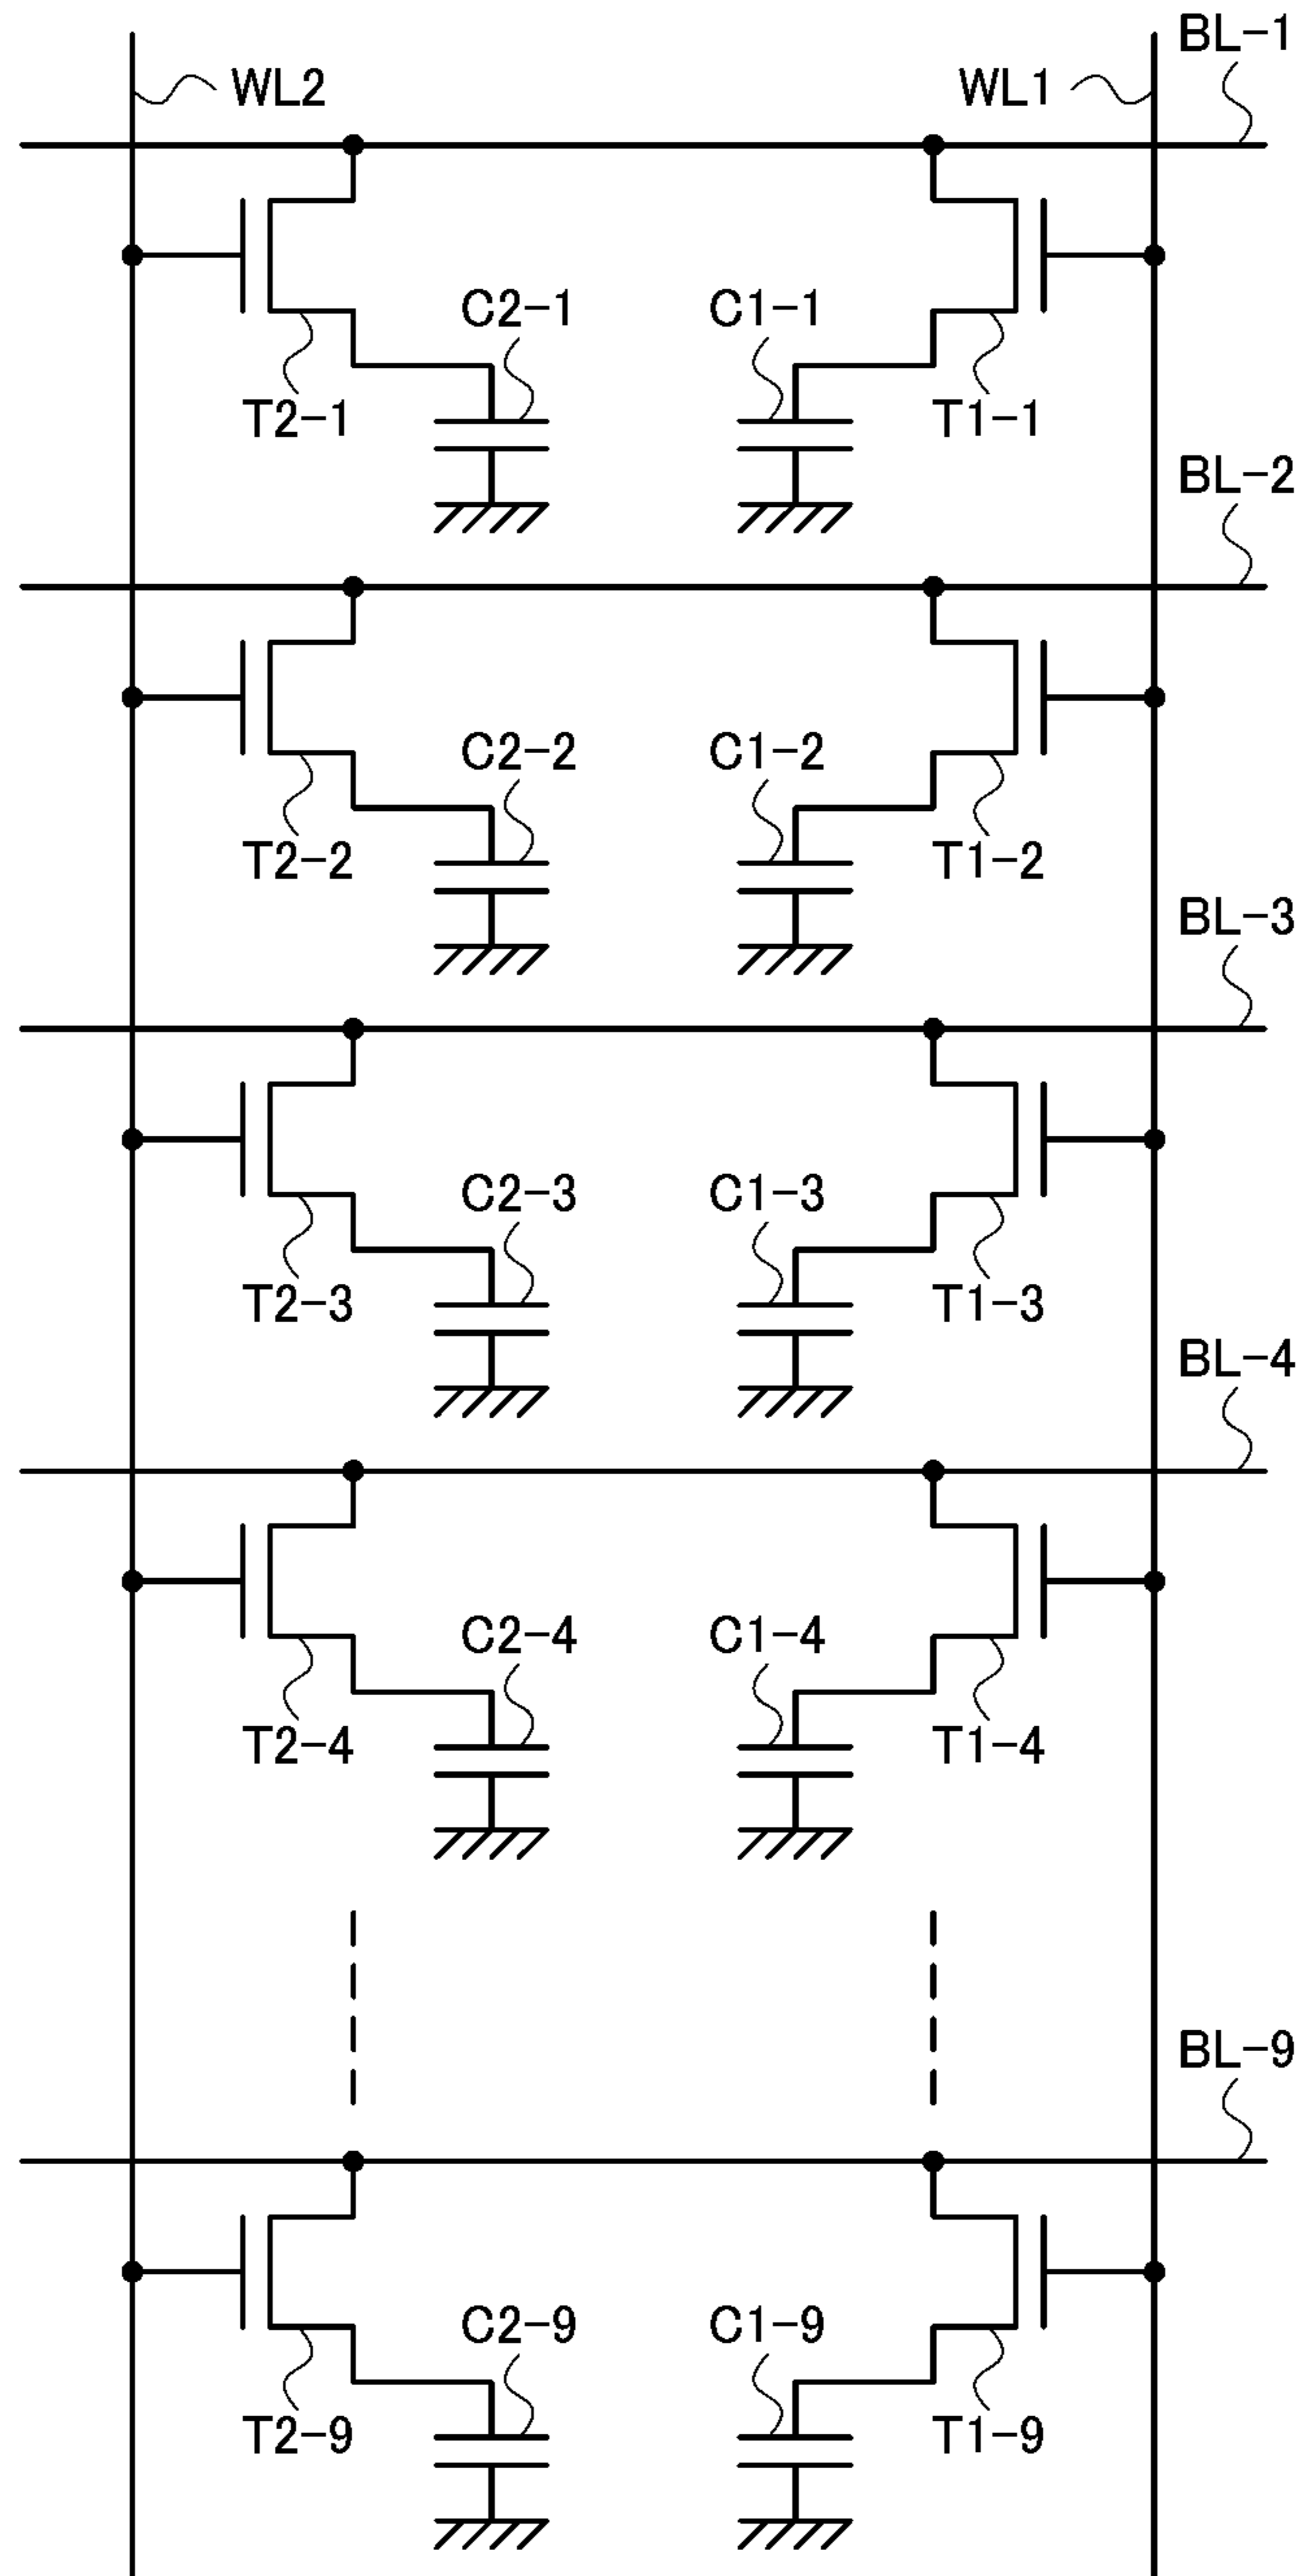 BL-1
WL2
WL1
C2-1
C1-1
T2-1
T1-1
BL-2
C2-2
C1-2
T2-2
T1-2
BL-3
C2-3
C1-3
T2-3
T1-3
BL-4
C2-4
C1-4
T2-4
T1-4
BL-9
C2-9
C1-9
T2-9
T1-9